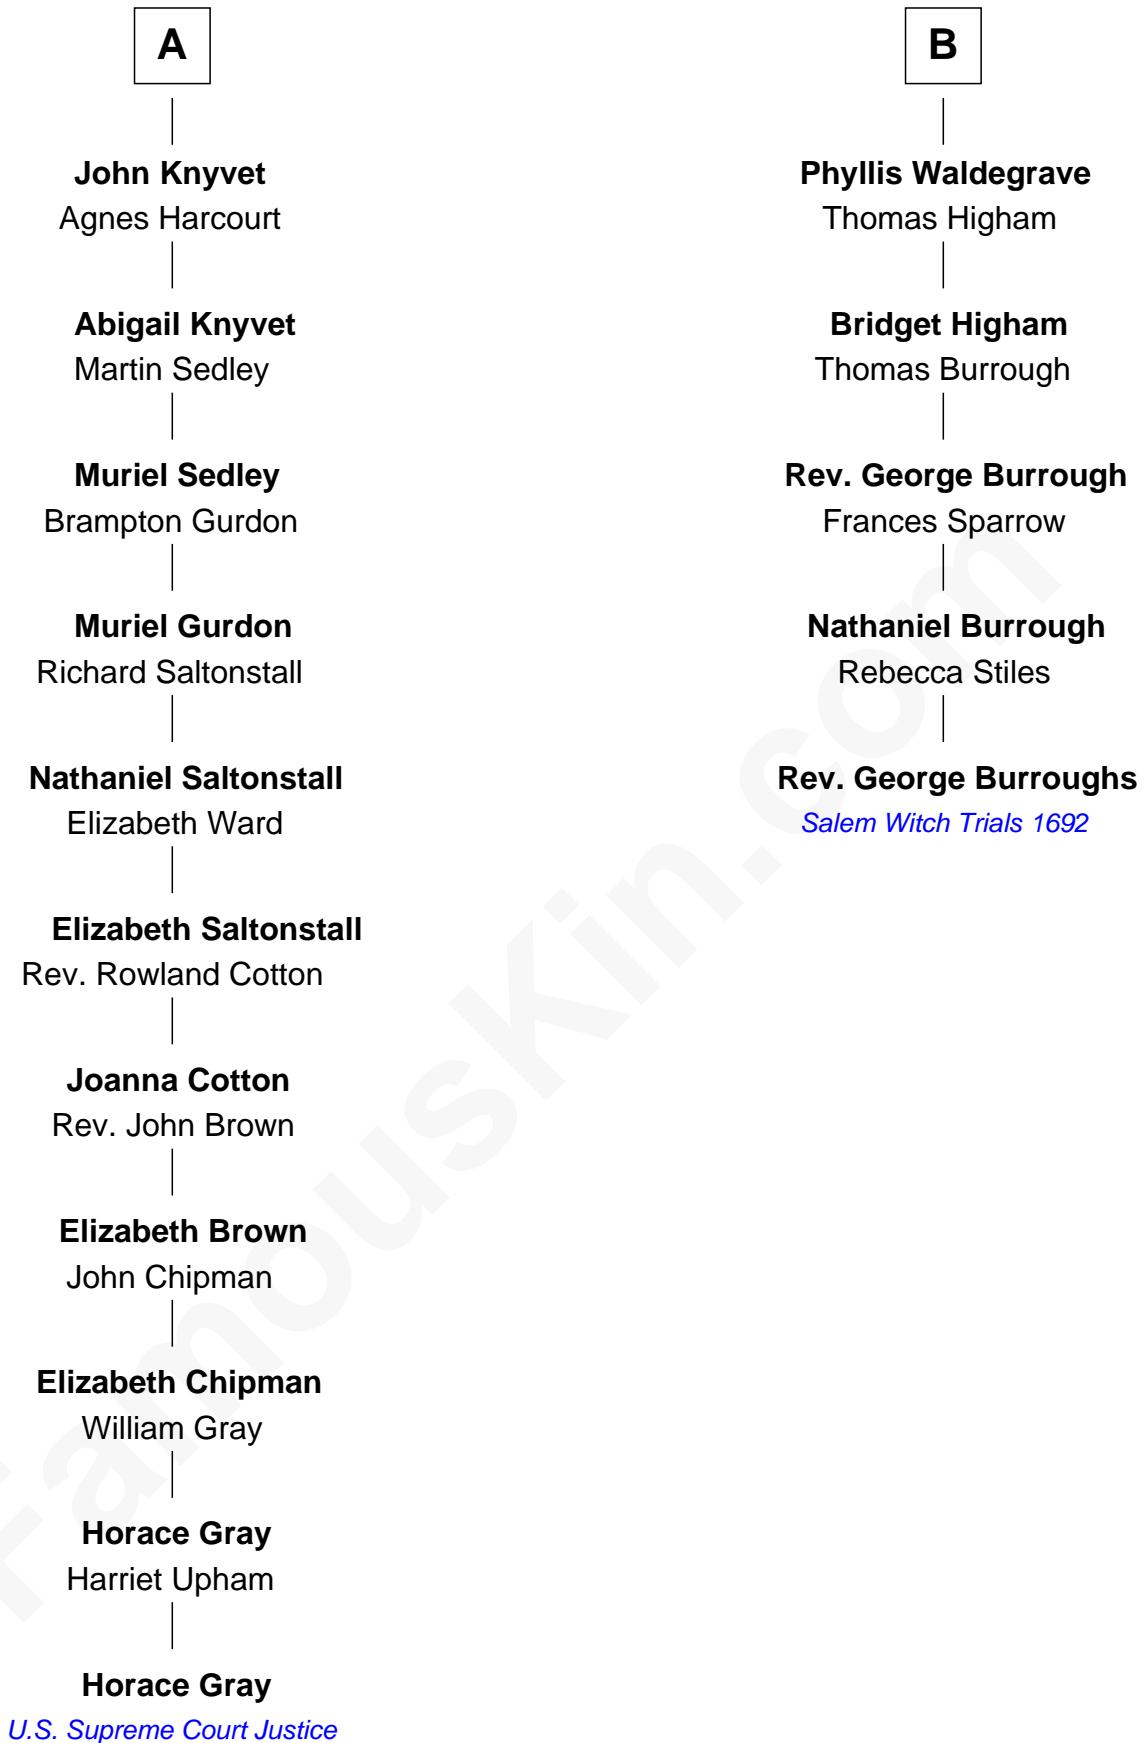 A
John Knyvet
Agnes Harcourt
Abigail Knyvet
Martin Sedley
Muriel Sedley
Brampton Gurdon
Muriel Gurdon
Richard Saltonstall
Nathaniel Saltonstall
Elizabeth Ward
Elizabeth Saltonstall
Rev. Rowland Cotton
Joanna Cotton
Rev. John Brown
Elizabeth Brown
John Chipman
Elizabeth Chipman
William Gray
Horace Gray
Harriet Upham
Horace Gray
U.S. Supreme Court Justice
B
Phyllis Waldegrave
Thomas Higham
Bridget Higham
Thomas Burrough
Rev. George Burrough
Frances Sparrow
Nathaniel Burrough
Rebecca Stiles
Rev. George Burroughs
Salem Witch Trials 1692
FamousKin.com